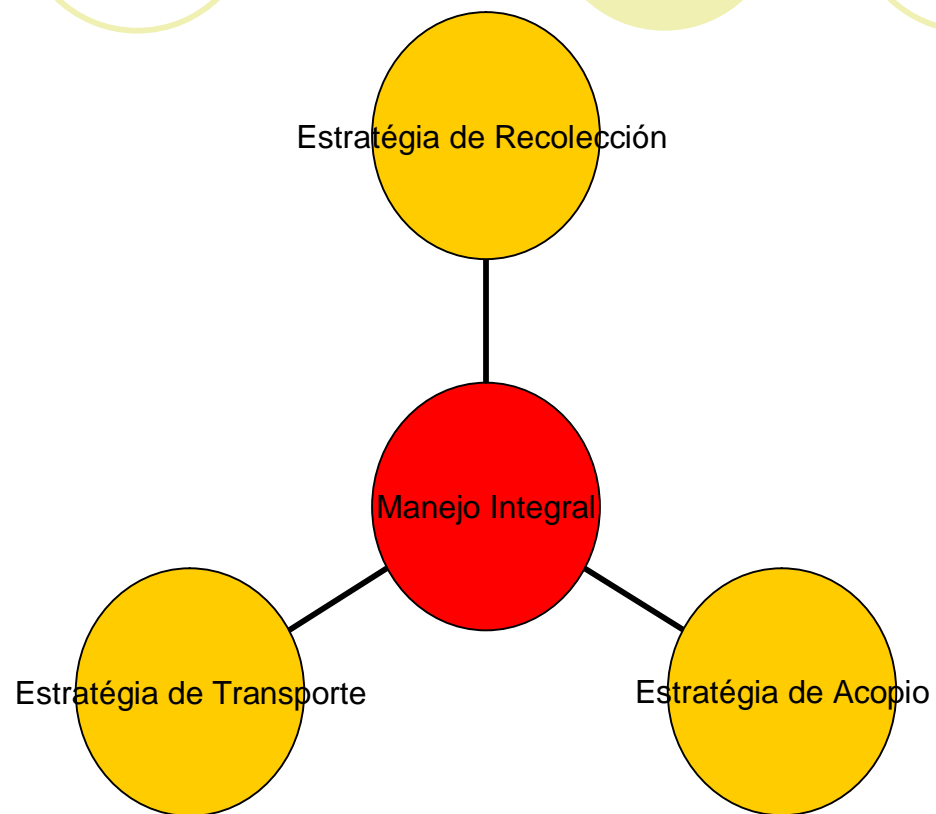 Estratégia de Recolección
Manejo Integral
Estratégia de Transporte
Estratégia de Acopio